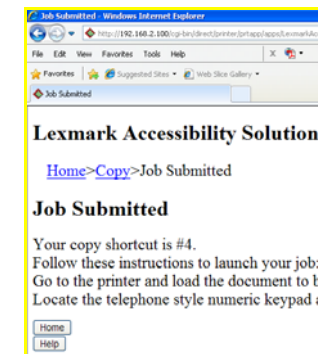 Job Submitted - Windows Internet Explorer
http://192.168.2.100/cgi-bin/direct/printer/prtapp/apps/LexmarkAc
File Edit View Favorites Tools Help
Favorites Suggested Sites Web Slice Gallery
Job Submitted
Lexmark Accessibility Solution
Home>Copy>Job Submitted
Job Submitted
Your copy shortcut is #4.
Follow these instructions to launch your job:
Go to the printer and load the document to b
Locate the telephone style numeric keypad a
Home
Help